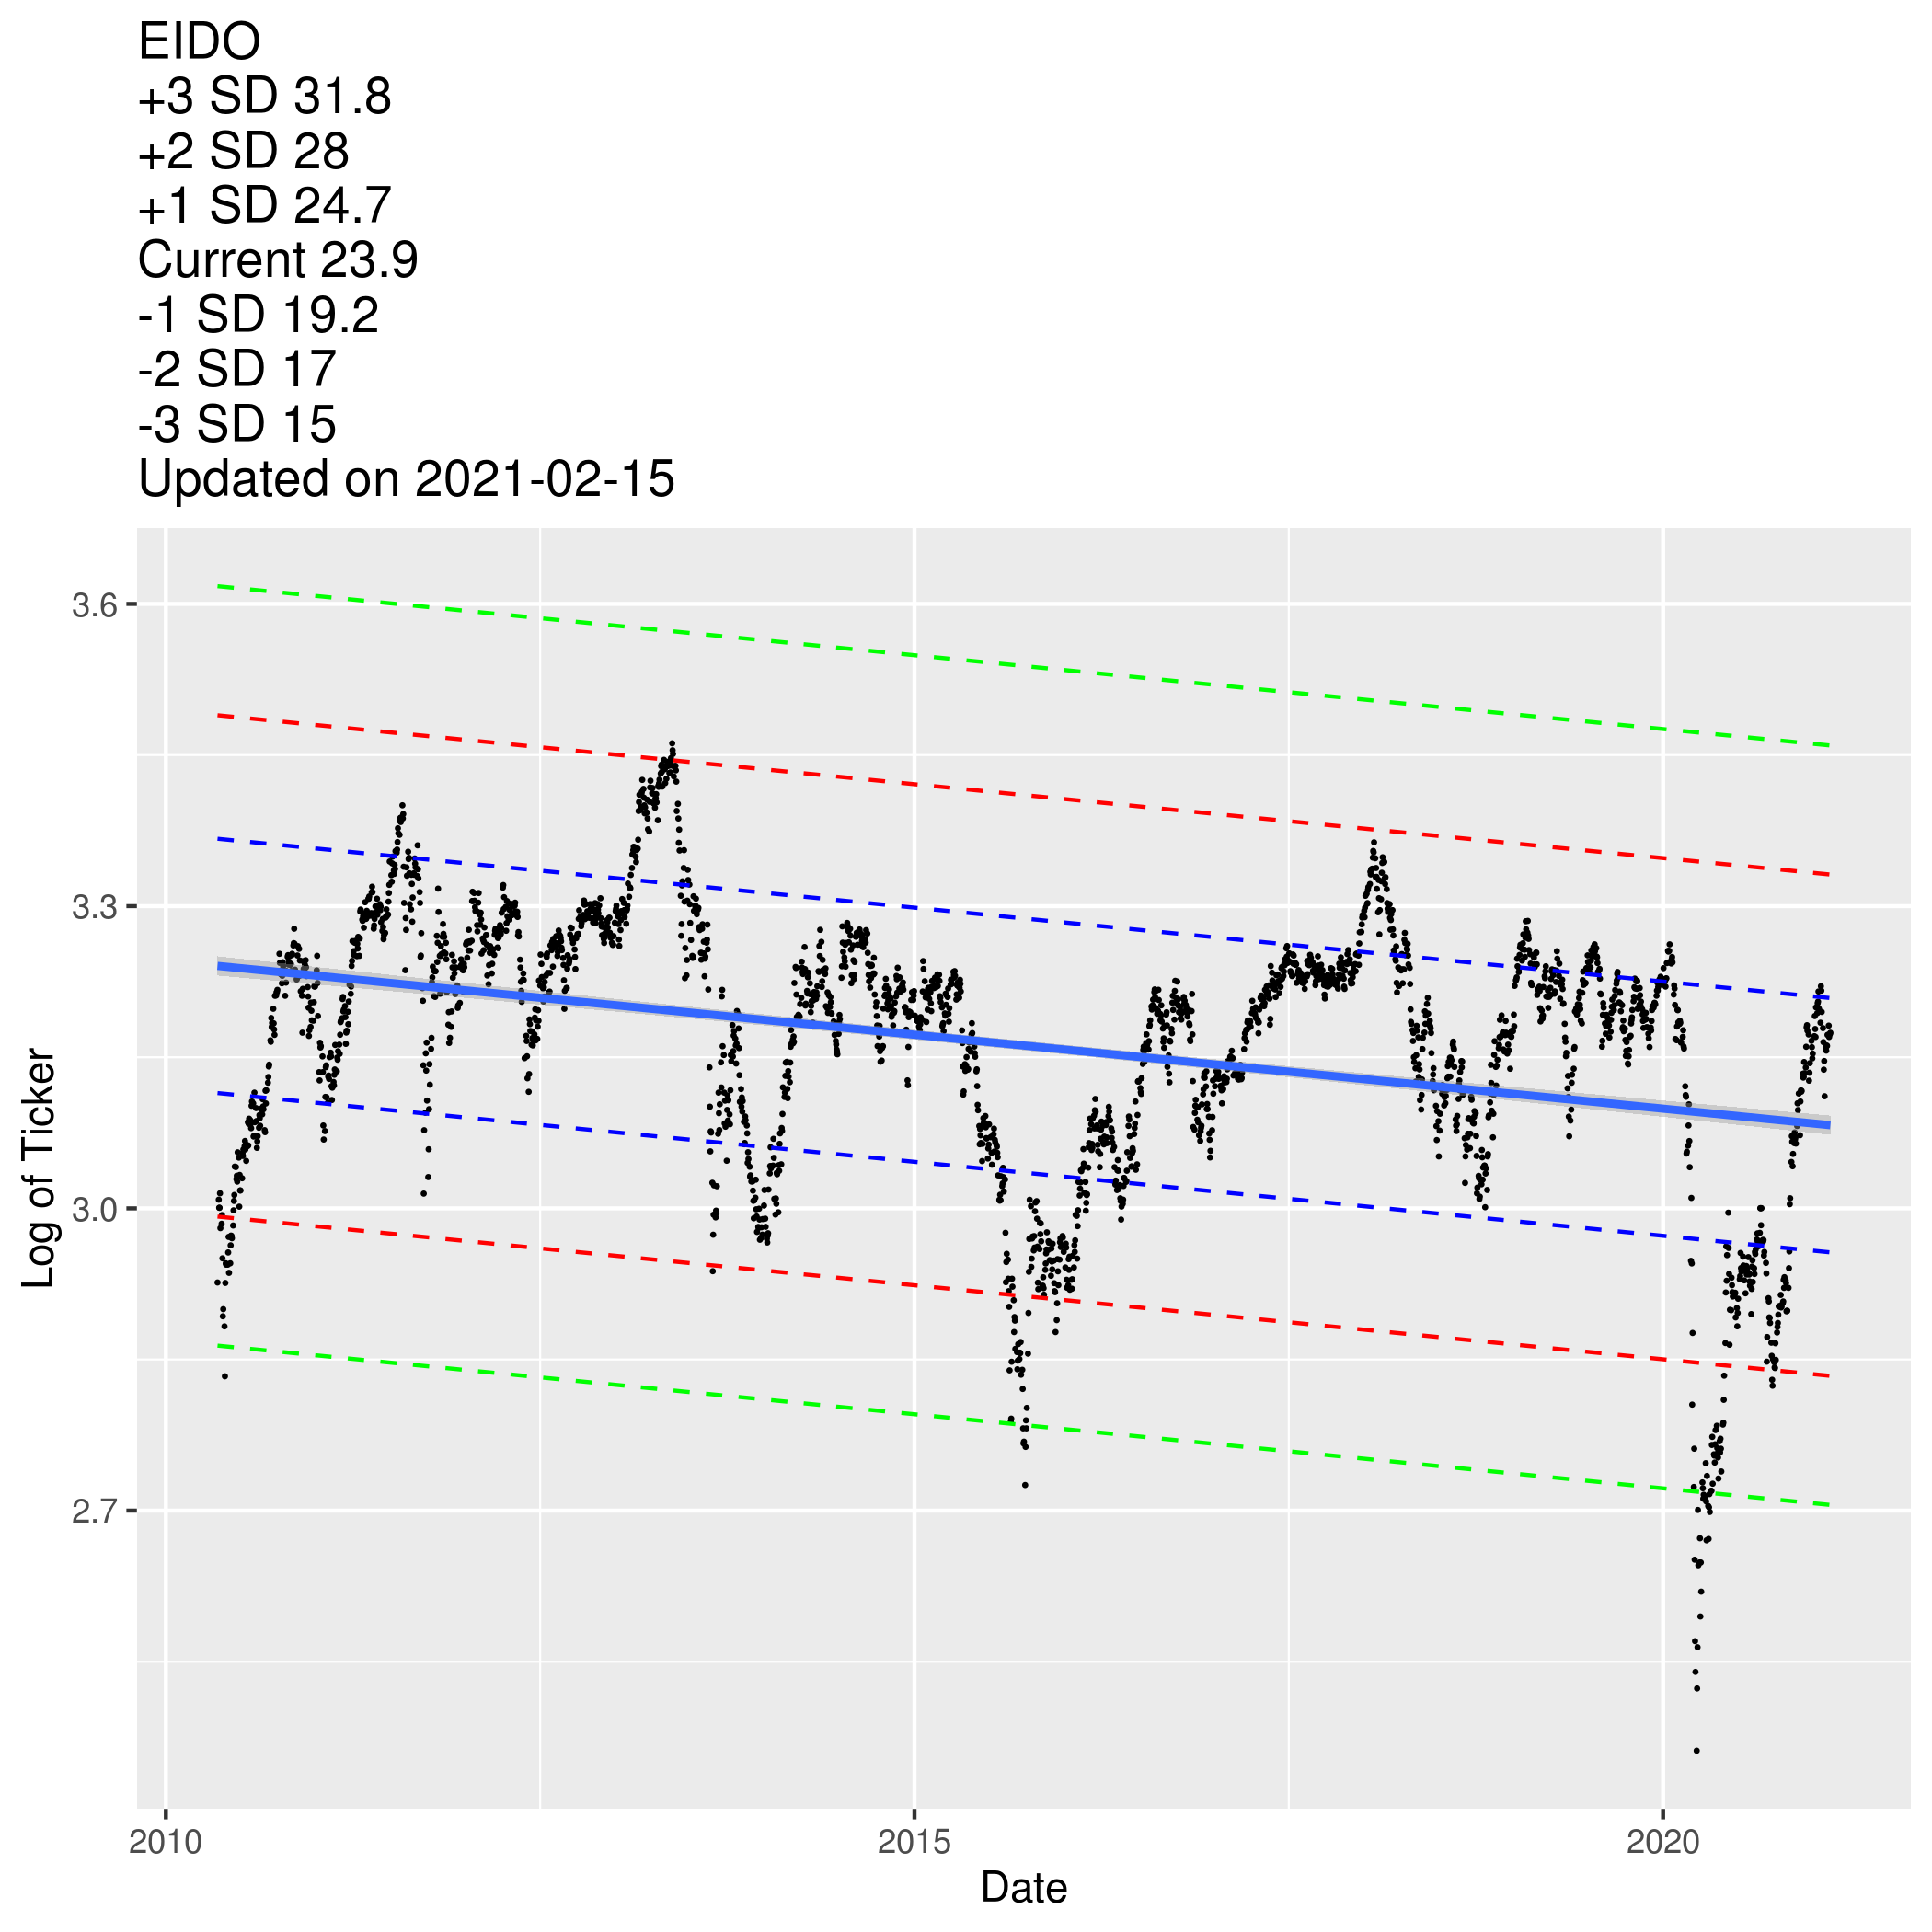 EIDO
+3 SD 31.8
+2 SD 28
+1 SD 24.7
Current 23.9
-1 SD 19.2
-2 SD 17
-3 SD 15
Updated on 2021-02-15
3.6
3.3
3.0
2.7
Log of Ticker
2010
2015
2020
Date